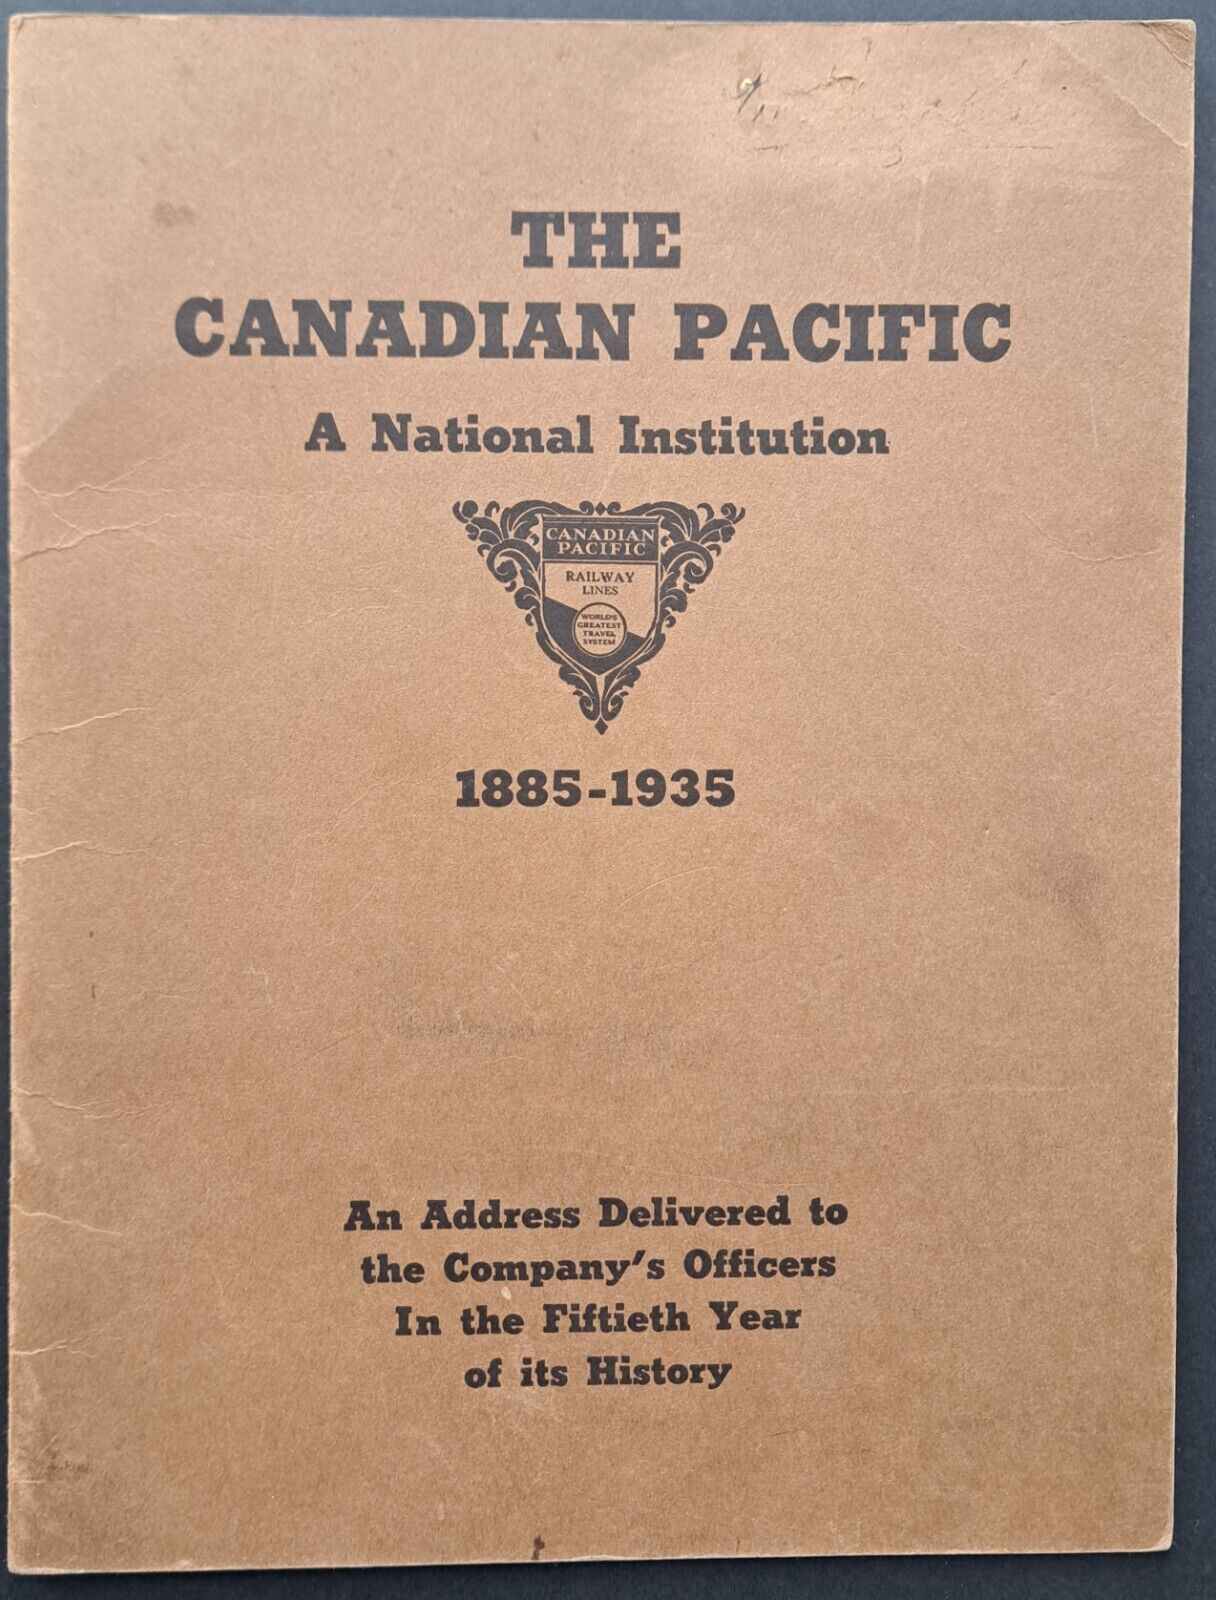 THE
CANADIAN PACIFIC
A National Institution
CANADIAN
PACIFIC
RAILWAY
LINES
WORLD'S
GREATEST
TRAVEL
SYSTEM
1885-1935
An Address Delivered to
the Company's Officers
In the Fiftieth Year
of its History